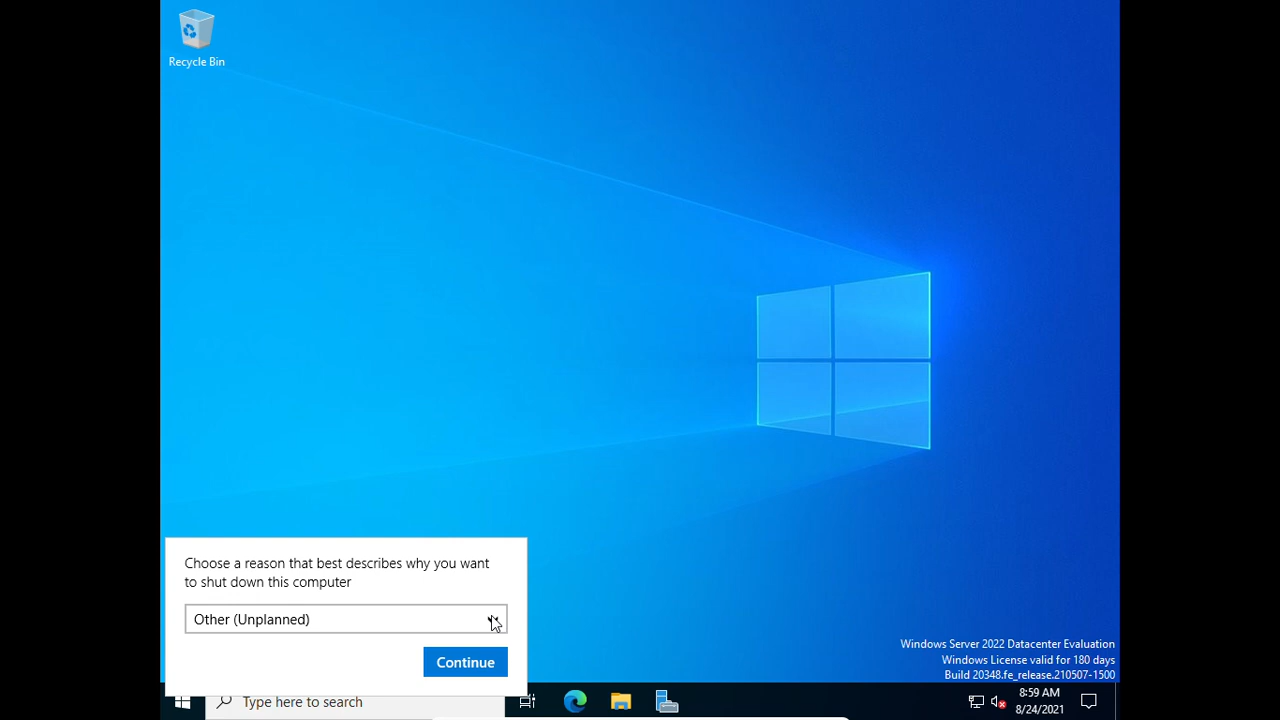 Recycle Bin
Choose a reason that best describes why you want
to shut down this computer
Other (Unplanned)
Continue
Windows Server 2022 Datacenter Evaluation
Windows License valid for 180 days
Build 20348.fe_release.210507-1500
Type here to search
8:59 AM
8/24/2021